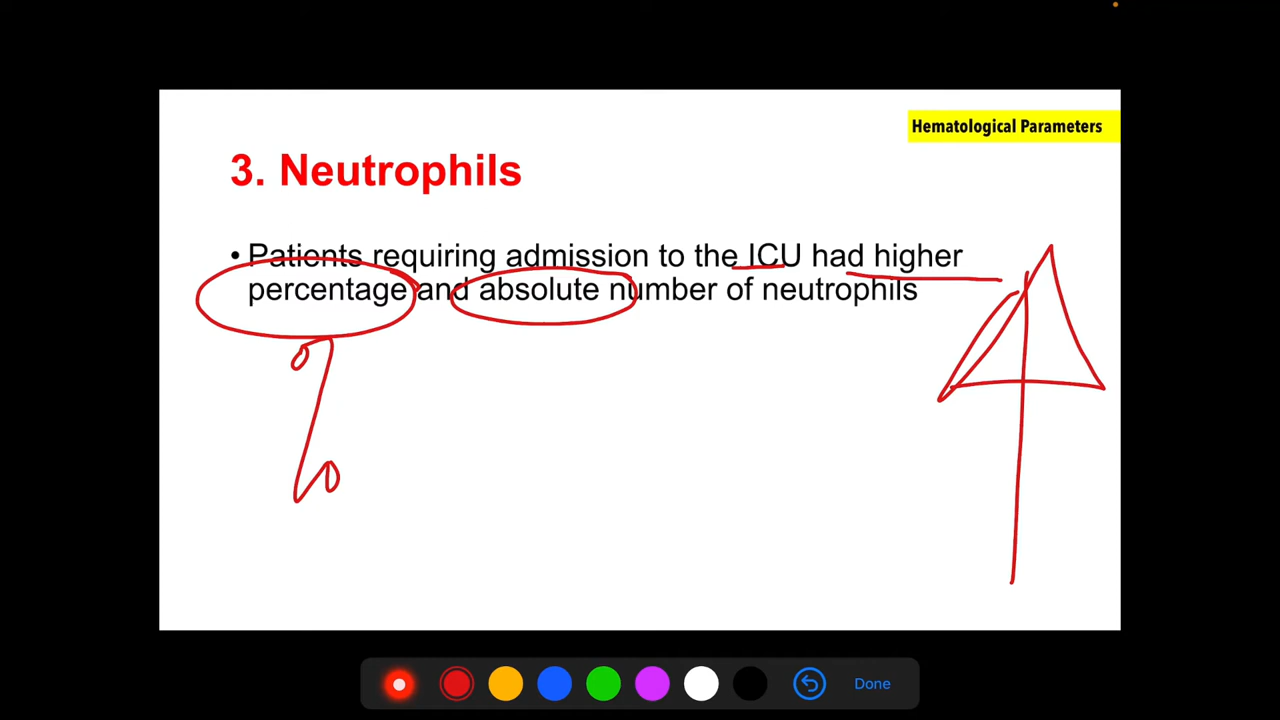 Hematological Parameters
3. Neutrophils
• Patients requiring admission to the ICU had higher
percentage and absolute number of neutrophils
%
Done